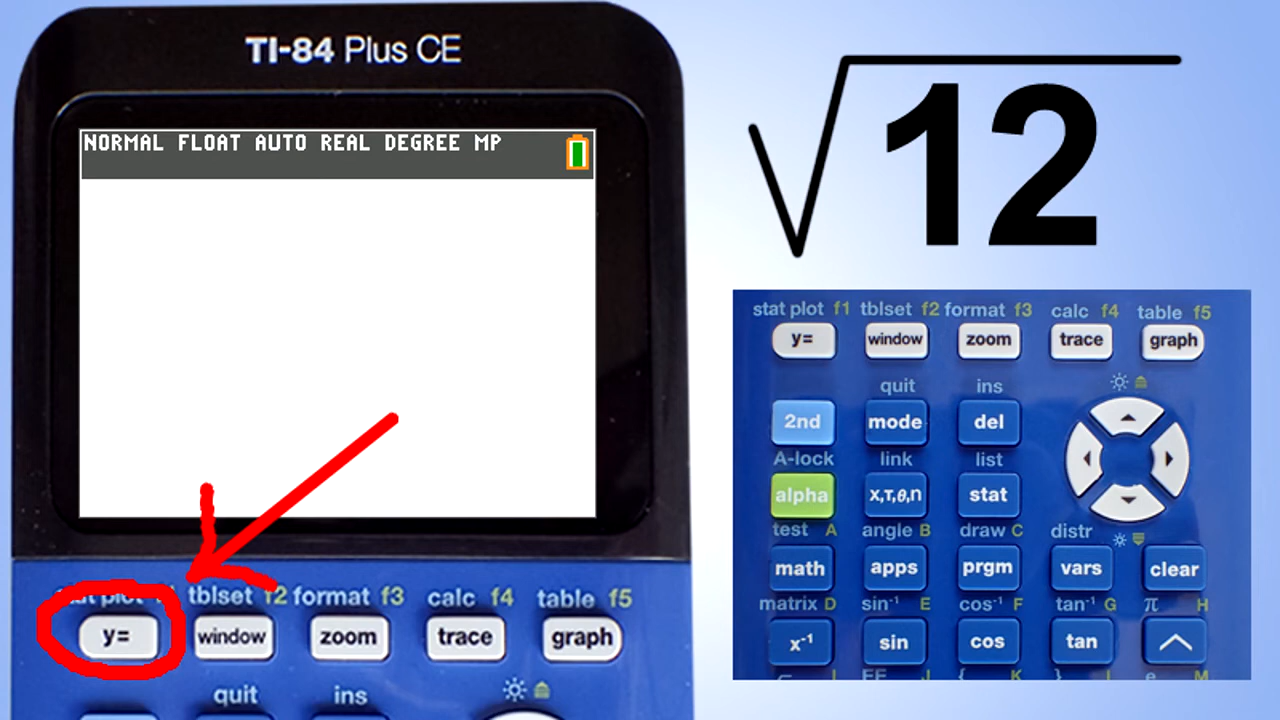 TI-84 Plus CE
NORMAL FLOAT AUTO REAL DEGREE MP
plot
tblset f2 format f3 calc f4 table f5
y= window zoom trace graph
quit ins
√12
stat plot f1 tblset f2 format f3 calc f4 table f5
y= window zoom trace graph
quit ins
2nd mode del
A-lock link list
alpha X,T,θ,n stat
test A angle B draw C distr
math apps prgm vars clear
matrix D sin⁻¹ E cos⁻¹ F tan⁻¹ G π H
x⁻¹ sin cos tan ^